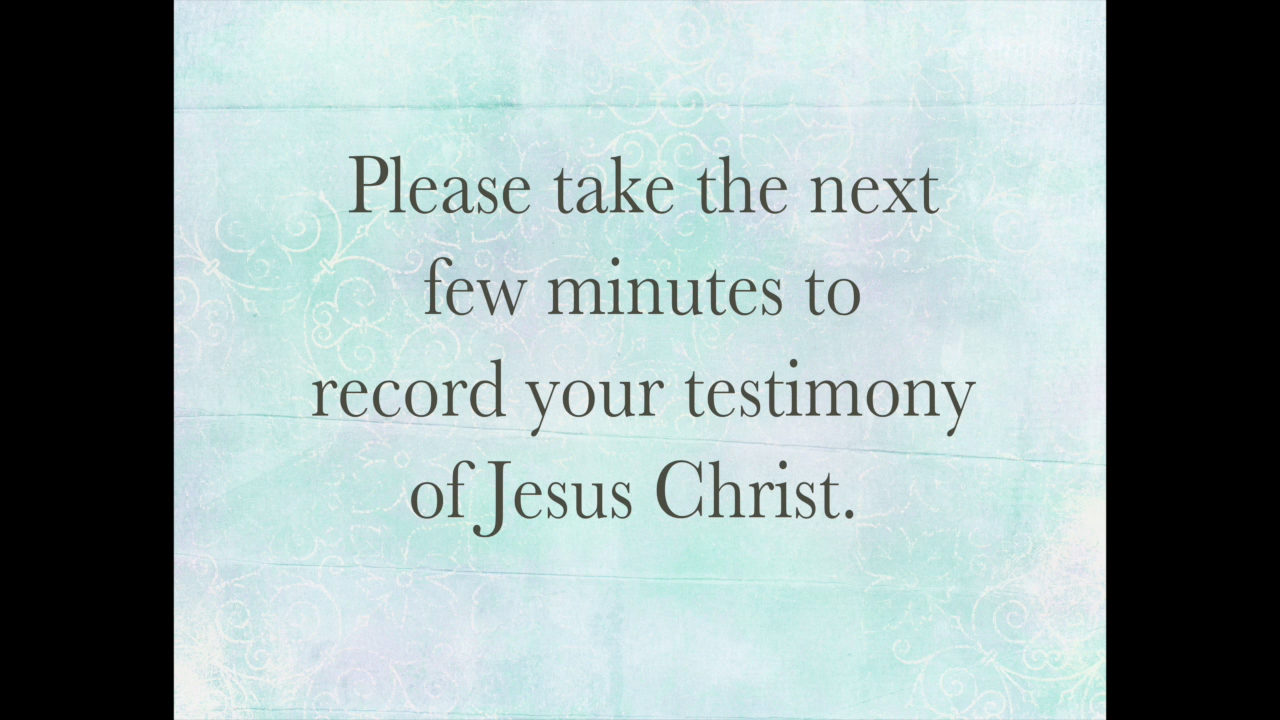 Please take the next
few minutes to
record your testimony
of Jesus Christ.